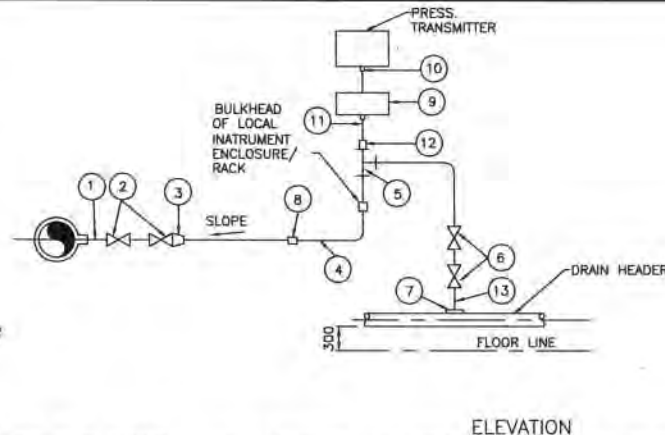 PRESS.
TRANSMITTER
10
9
BULKHEAD
OF LOCAL
INATRUMENT
ENCLOSURE/
RACK
11
12
1
2
3
SLOPE
8
5
4
6
7
13
DRAIN HEADER
300
FLOOR LINE
ELEVATION